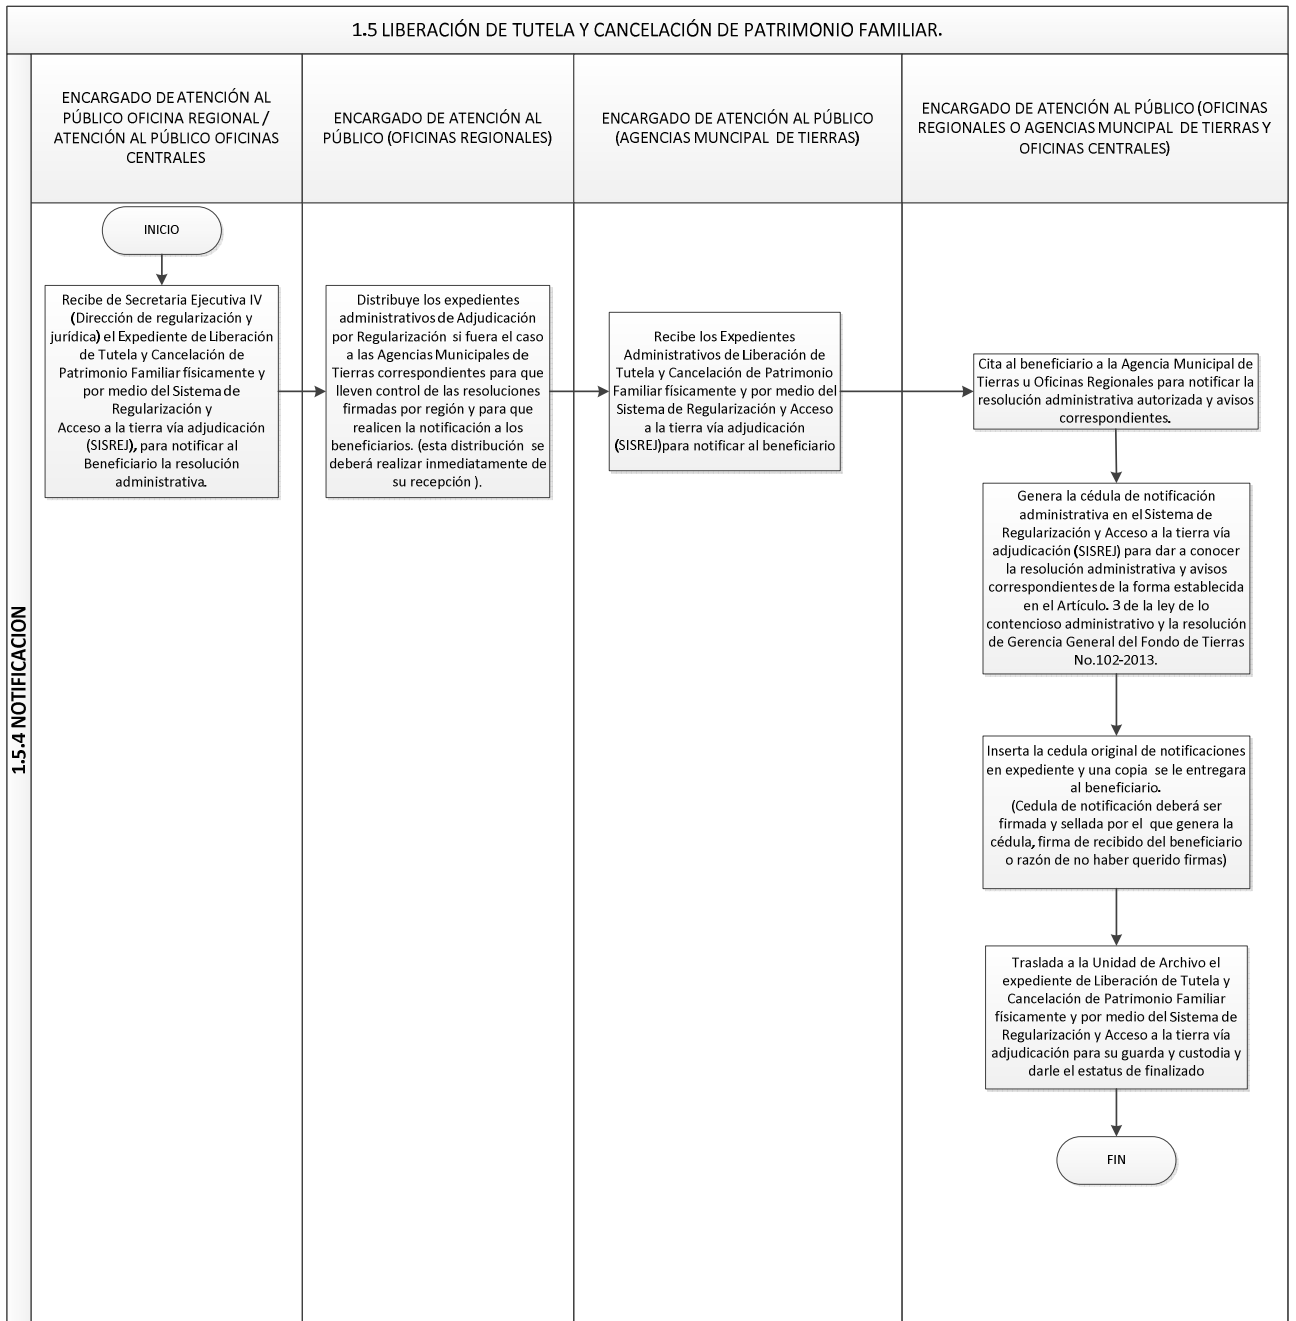 1.5 LIBERACIÓN DE TUTELA Y CANCELACIÓN DE PATRIMONIO FAMILIAR.
1.5.4 NOTIFICACION
ENCARGADO DE ATENCIÓN AL
PÚBLICO OFICINA REGIONAL /
ATENCIÓN AL PÚBLICO OFICINAS
CENTRALES
ENCARGADO DE ATENCIÓN AL
PÚBLICO (OFICINAS REGIONALES)
ENCARGADO DE ATENCIÓN AL PÚBLICO
(AGENCIAS MUNCIPAL DE TIERRAS)
ENCARGADO DE ATENCIÓN AL PÚBLICO (OFICINAS
REGIONALES O AGENCIAS MUNCIPAL DE TIERRAS Y
OFICINAS CENTRALES)
INICIO
Recibe de Secretaria Ejecutiva IV
(Dirección de regularización y
jurídica) el Expediente de Liberación
de Tutela y Cancelación de
Patrimonio Familiar físicamente y
por medio del Sistema de
Regularización y
Acceso a la tierra vía adjudicación
(SISREJ), para notificar al
Beneficiario la resolución
administrativa.
Distribuye los expedientes
administrativos de Adjudicación
por Regularización si fuera el caso
a las Agencias Municipales de
Tierras correspondientes para que
lleven control de las resoluciones
firmadas por región y para que
realicen la notificación a los
beneficiarios. (esta distribución se
deberá realizar inmediatamente de
su recepción ).
Recibe los Expedientes
Administrativos de Liberación de
Tutela y Cancelación de Patrimonio
Familiar físicamente y por medio del
Sistema de Regularización y Acceso
a la tierra vía adjudicación
(SISREJ)para notificar al beneficiario
Cita al beneficiario a la Agencia Municipal de
Tierras u Oficinas Regionales para notificar la
resolución administrativa autorizada y avisos
correspondientes.
Genera la cédula de notificación
administrativa en el Sistema de
Regularización y Acceso a la tierra vía
adjudicación (SISREJ) para dar a conocer
la resolución administrativa y avisos
correspondientes de la forma establecida
en el Artículo. 3 de la ley de lo
contencioso administrativo y la resolución
de Gerencia General del Fondo de Tierras
No.102-2013.
Inserta la cedula original de notificaciones
en expediente y una copia se le entregara
al beneficiario.
(Cedula de notificación deberá ser
firmada y sellada por el que genera la
cédula, firma de recibido del beneficiario
o razón de no haber querido firmas)
Traslada a la Unidad de Archivo el
expediente de Liberación de Tutela y
Cancelación de Patrimonio Familiar
físicamente y por medio del Sistema de
Regularización y Acceso a la tierra vía
adjudicación para su guarda y custodia y
darle el estatus de finalizado
FIN